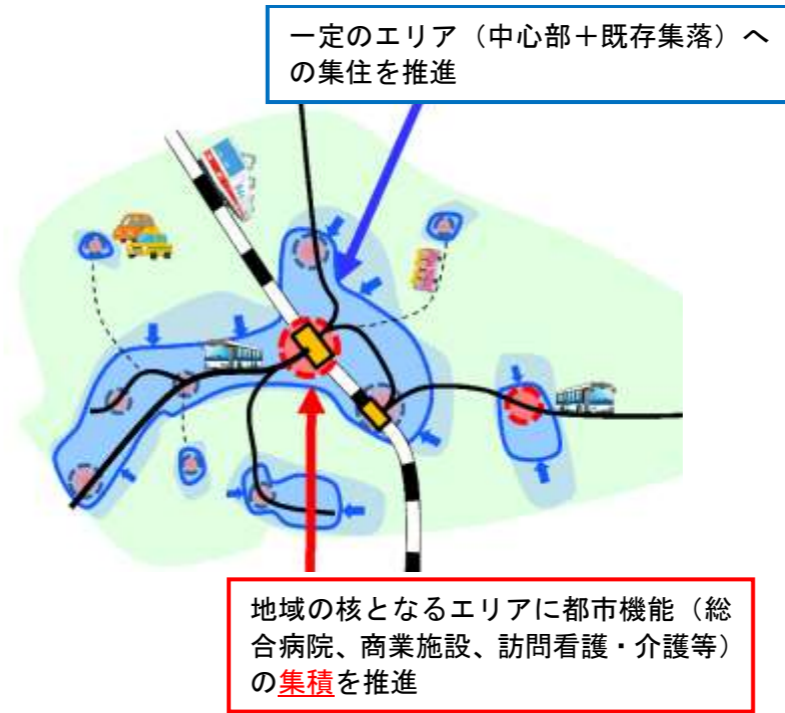 一定のエリア（中心部＋既存集落）へ
の集住を推進
地域の核となるエリアに都市機能（総
合病院、商業施設、訪問看護・介護等）
の集積を推進